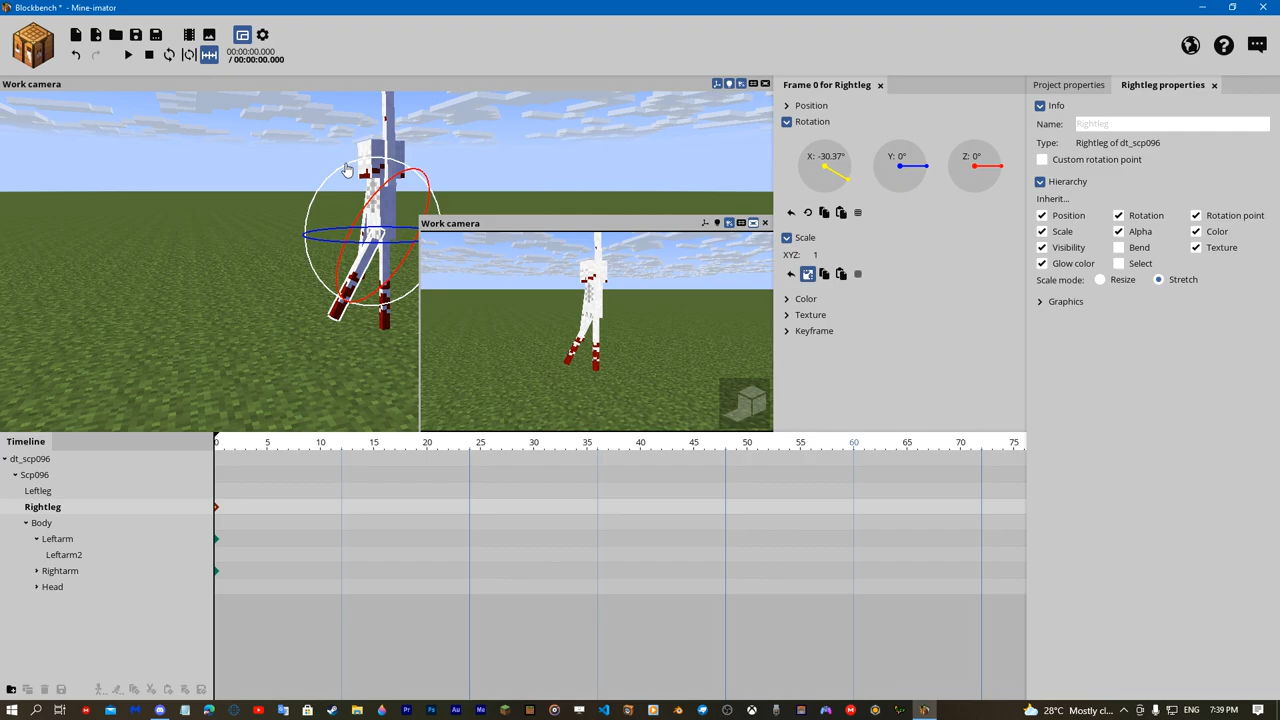 Blockbench * - Mine-imator
00:00:00.000
/ 00:00:00.000
Work camera
Work camera
Frame 0 for Rightleg
Position
Rotation
X: -30.37°
Y: 0°
Z: 0°
Scale
XYZ: 1
Color
Texture
Keyframe
Project properties
Rightleg properties
Info
Name: Rightleg
Type: Rightleg of dt_scp096
Custom rotation point
Hierarchy
Inherit...
Position Rotation Rotation point
Scale Alpha Color
Visibility Bend Texture
Glow color Select
Scale mode: Resize Stretch
Graphics
Timeline
0 5 10 15 20 25 30 35 40 45 50 55 60 65 70 75
dt_scp096
Scp096
Leftleg
Rightleg
Body
Leftarm
Leftarm2
Rightarm
Head
28°C Mostly clear
ENG
7:39 PM